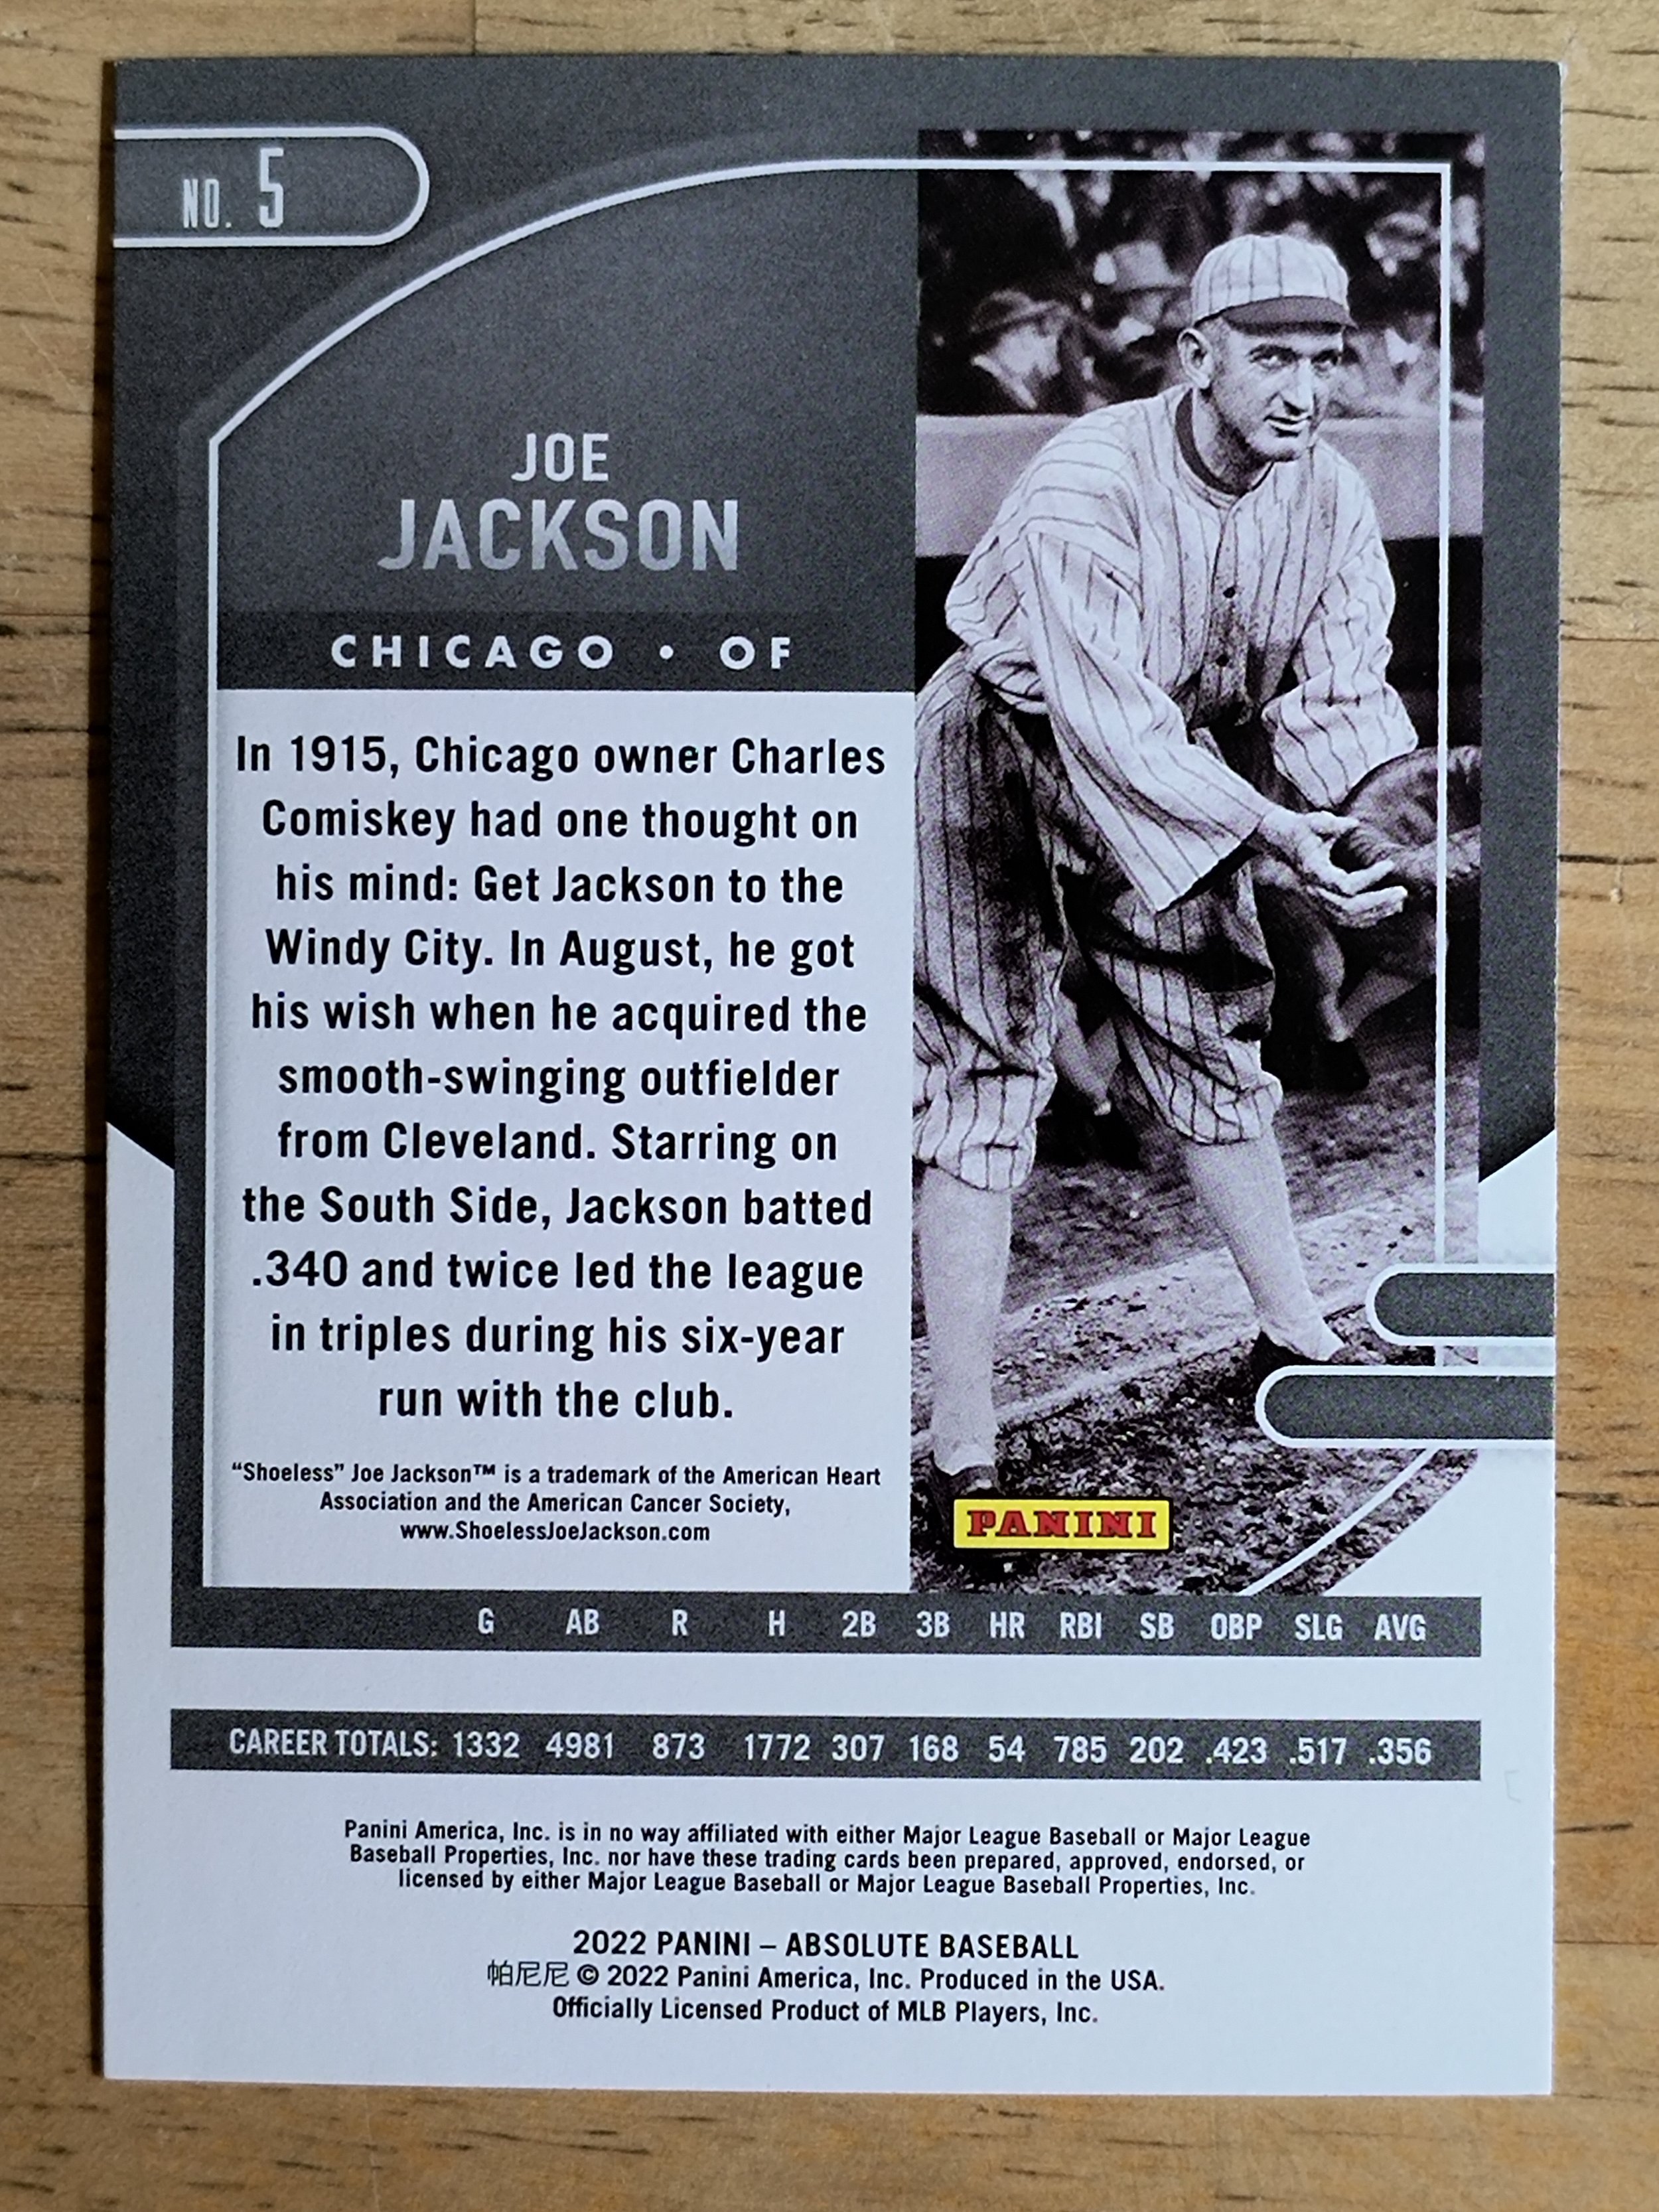 NO. 5
JOE
JACKSON
CHICAGO • OF
In 1915, Chicago owner Charles
Comiskey had one thought on
his mind: Get Jackson to the
Windy City. In August, he got
his wish when he acquired the
smooth-swinging outfielder
from Cleveland. Starring on
the South Side, Jackson batted
.340 and twice led the league
in triples during his six-year
run with the club.
“Shoeless” Joe Jackson™ is a trademark of the American Heart
Association and the American Cancer Society,
www.ShoelessJoeJackson.com
PANINI
G AB R H 2B 3B HR RBI SB OBP SLG AVG
CAREER TOTALS: 1332 4981 873 1772 307 168 54 785 202 .423 .517 .356
Panini America, Inc. is in no way affiliated with either Major League Baseball or Major League
Baseball Properties, Inc. nor have these trading cards been prepared, approved, endorsed, or
licensed by either Major League Baseball or Major League Baseball Properties, Inc.
2022 PANINI – ABSOLUTE BASEBALL
帕尼尼 © 2022 Panini America, Inc. Produced in the USA.
Officially Licensed Product of MLB Players, Inc.